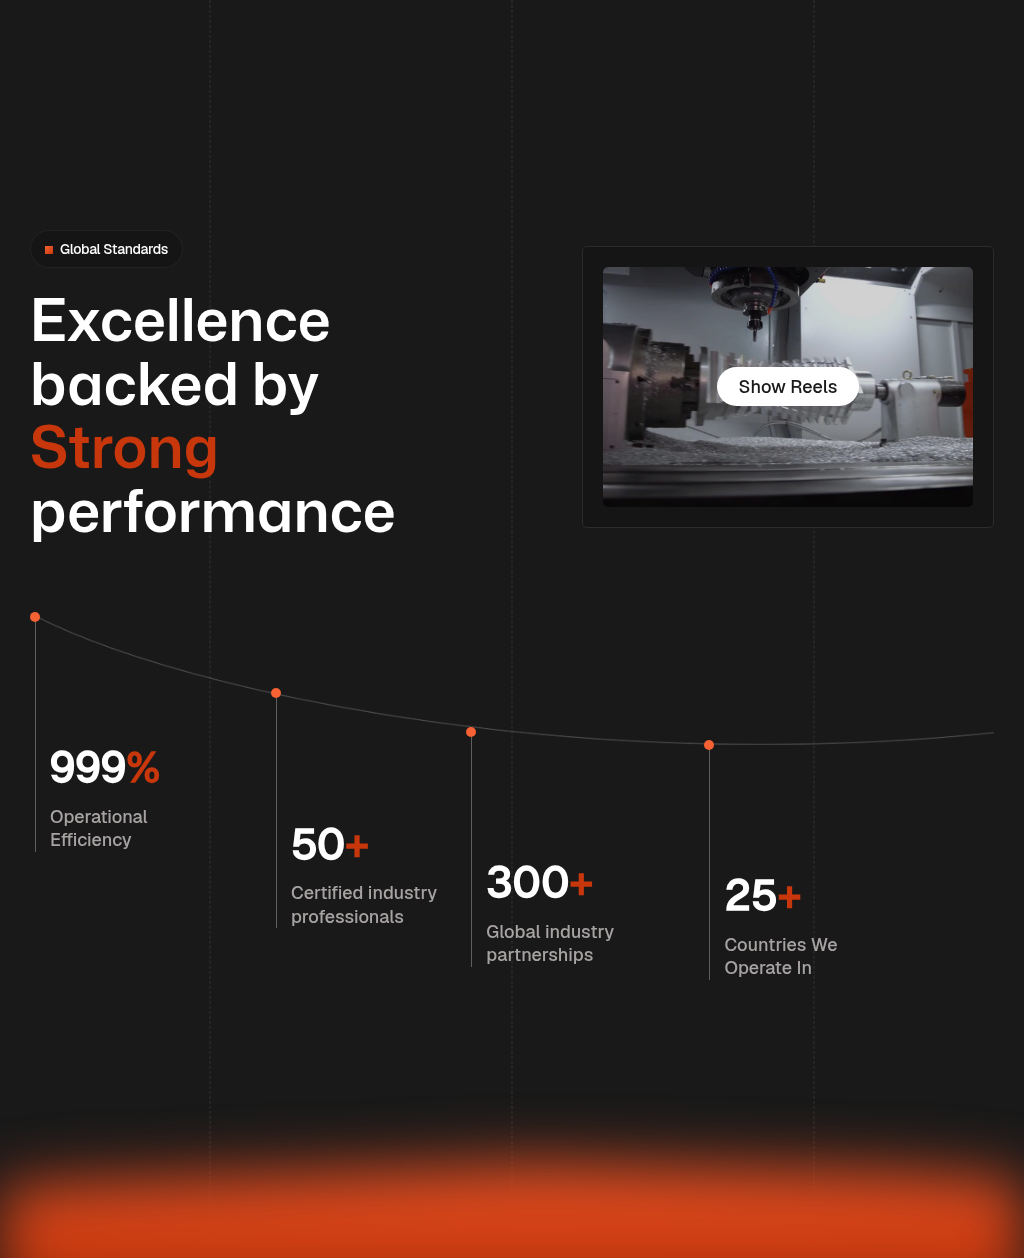 Global Standards
Excellence
backed by
Strong
performance
Show Reels
999%
Operational
Efficiency
50+
Certified industry
professionals
300+
Global industry
partnerships
25+
Countries We
Operate In